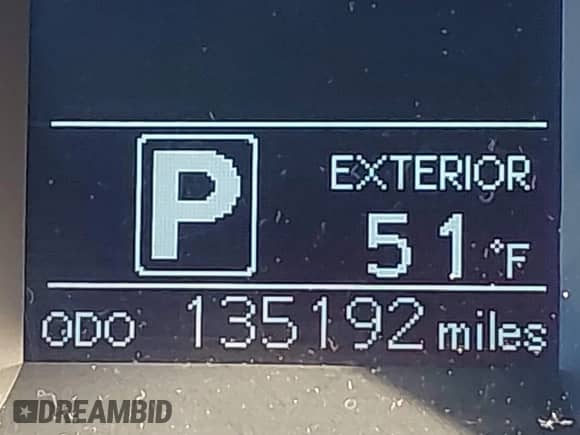 P
EXTERIOR
51°F
ODO 135192 miles
DREAMBID